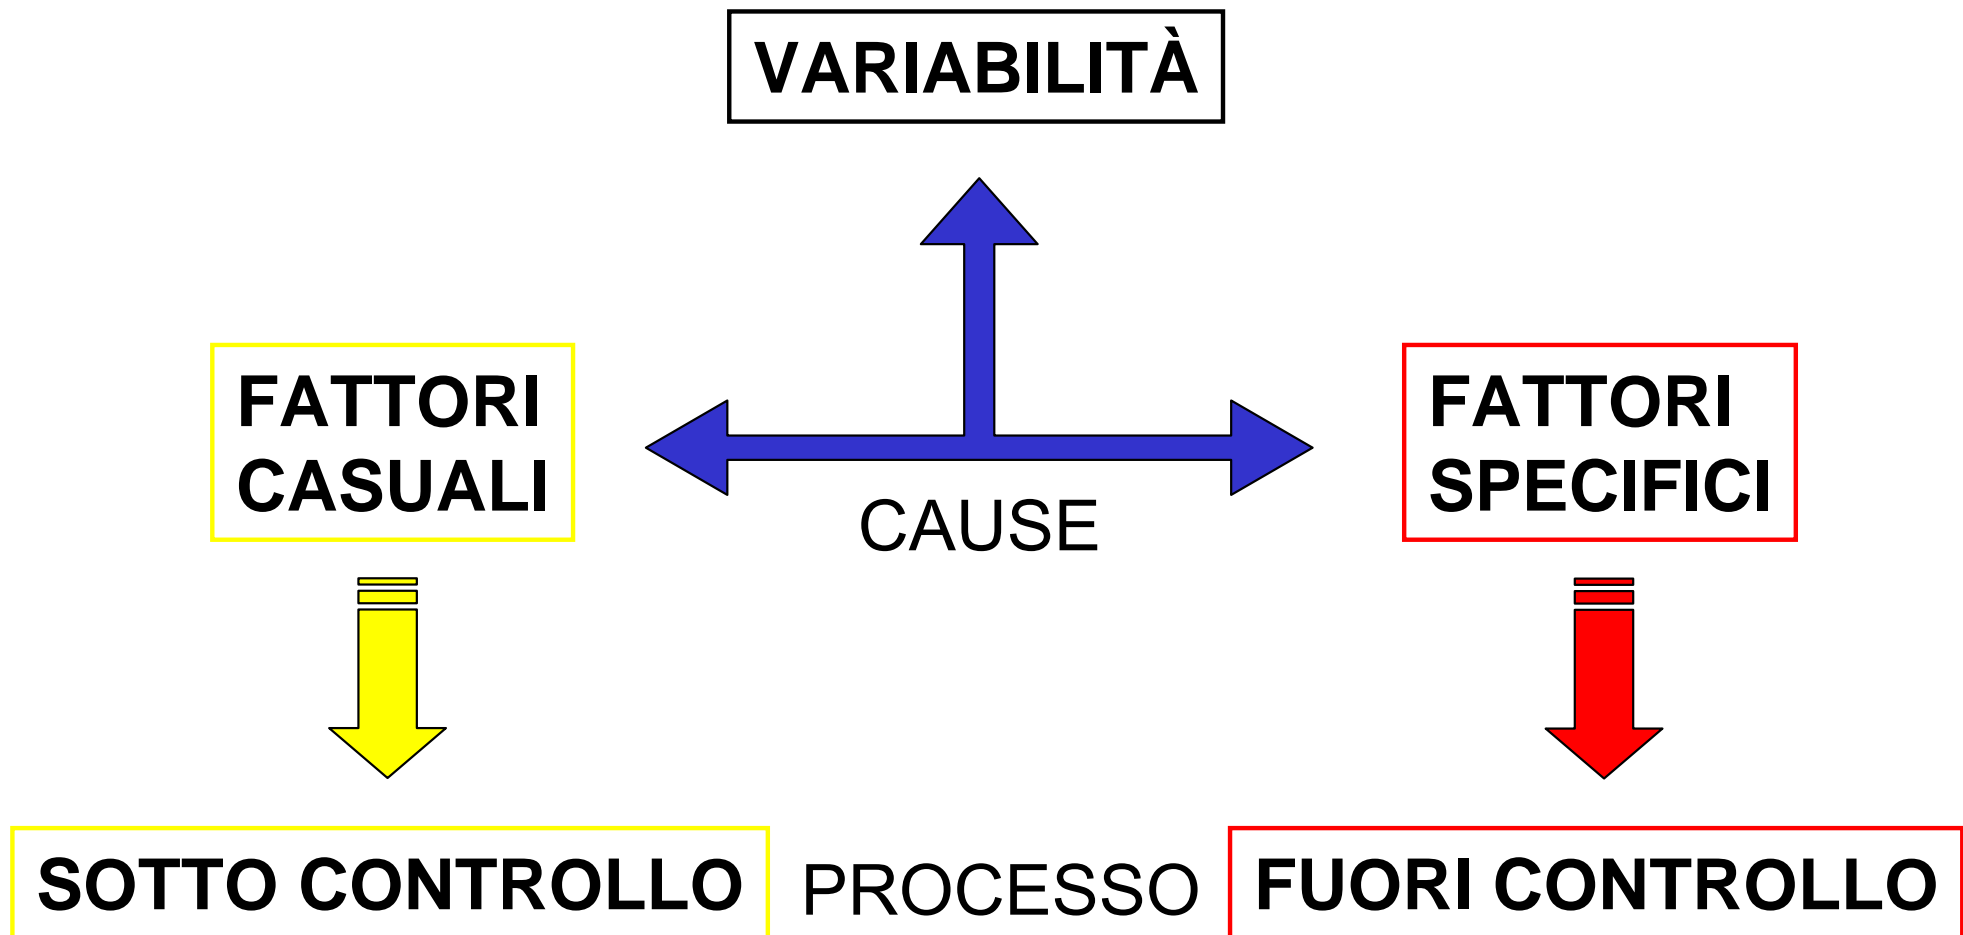 VARIABILITÀ
FATTORI
CASUALI
CAUSE
FATTORI
SPECIFICI
SOTTO CONTROLLO
PROCESSO
FUORI CONTROLLO